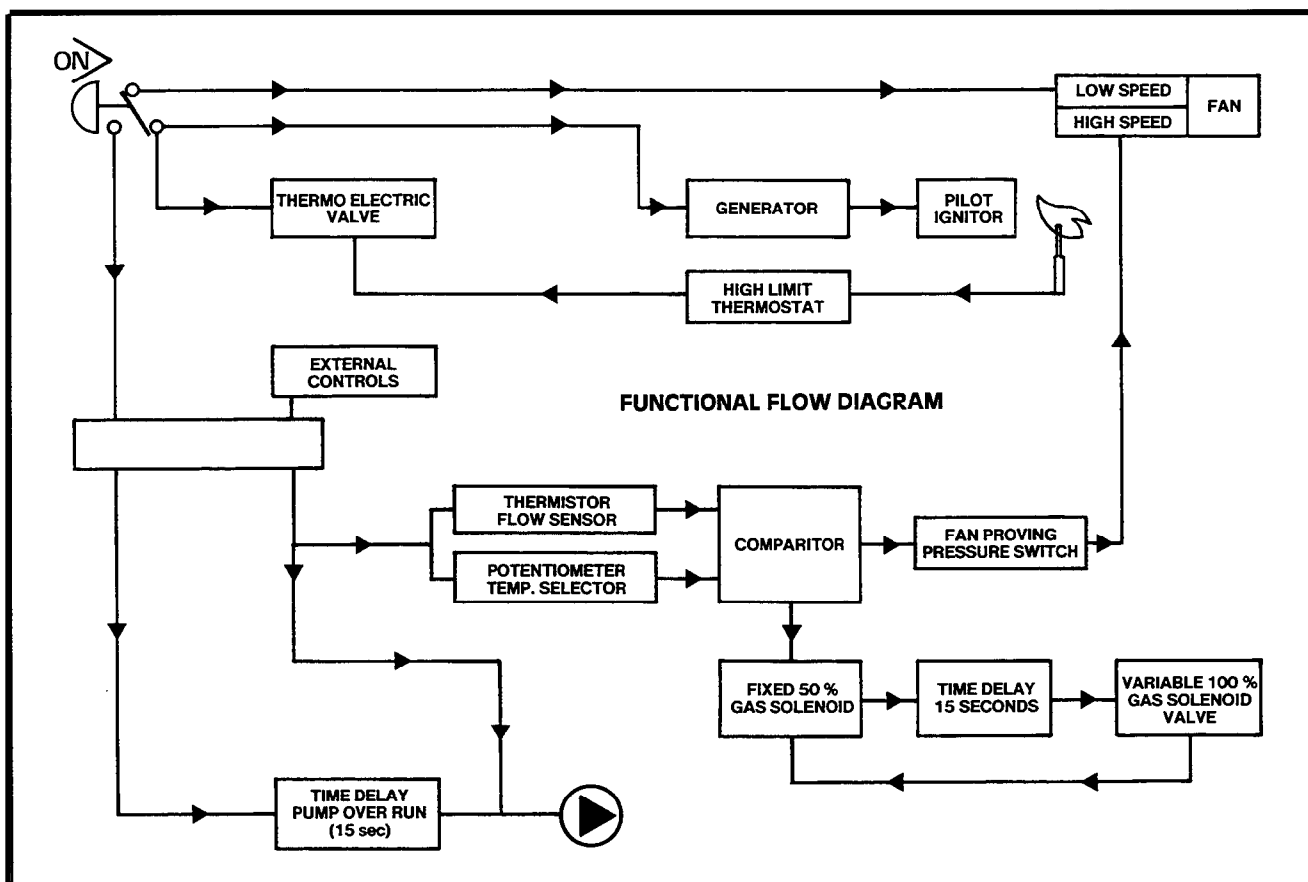 ON
LOW SPEED
FAN
HIGH SPEED
THERMO ELECTRIC
VALVE
GENERATOR
PILOT
IGNITOR
HIGH LIMIT
THERMOSTAT
EXTERNAL
CONTROLS
FUNCTIONAL FLOW DIAGRAM
THERMISTOR
FLOW SENSOR
POTENTIOMETER
TEMP. SELECTOR
COMPARITOR
FAN PROVING
PRESSURE SWITCH
FIXED 50 %
GAS SOLENOID
TIME DELAY
15 SECONDS
VARIABLE 100 %
GAS SOLENOID
VALVE
TIME DELAY
PUMP OVER RUN
(15 sec)